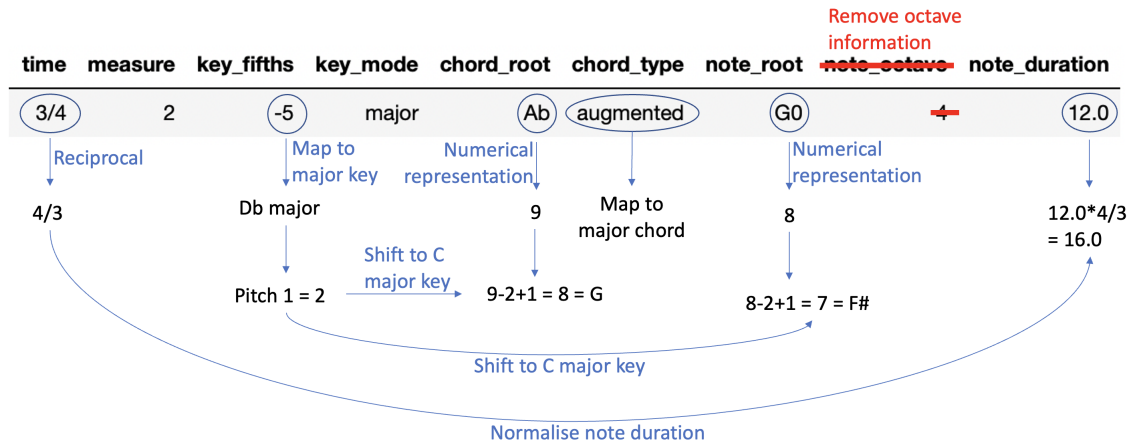 Remove octave
information
time measure key_fifths key_mode chord_root chord_type note_root note_octave note_duration
3/4 2 -5 major Ab augmented G0 4 12.0
Reciprocal
Map to
major key
Numerical
representation
Numerical
representation
4/3
Db major
9
Map to
major chord
8
12.0*4/3
= 16.0
Shift to C
major key
Pitch 1 = 2
9-2+1 = 8 = G
8-2+1 = 7 = F#
Shift to C major key
Normalise note duration